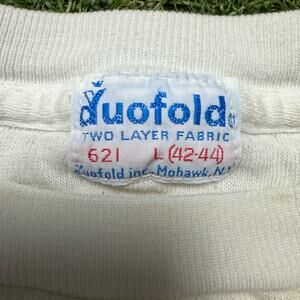 duofold®
TWO LAYER FABRIC
621 L (42-44)
duofold inc. Mohawk, N.Y.